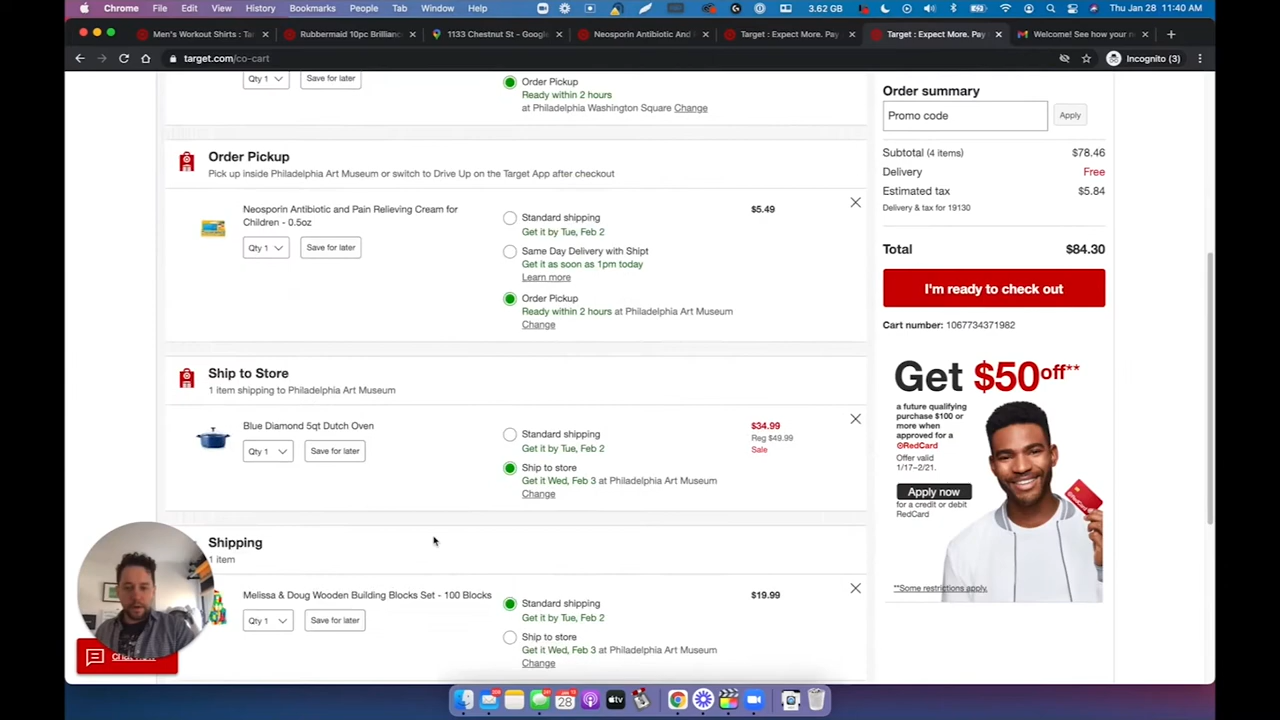 Chrome File Edit View History Bookmarks People Tab Window Help 3.62 GB Thu Jan 28 11:40 AM
Men's Workout Shirts : Tar Rubbermaid 10pc Brillianc 1133 Chestnut St - Google Neosporin Antibiotic And Target : Expect More. Pay Target : Expect More. Pay Welcome! See how your n
target.com/co-cart Incognito (3)
Qty 1 Save for later
Order Pickup
Ready within 2 hours
at Philadelphia Washington Square Change
Order Pickup
Pick up inside Philadelphia Art Museum or switch to Drive Up on the Target App after checkout
Neosporin Antibiotic and Pain Relieving Cream for
Children - 0.5oz
Qty 1 Save for later
Standard shipping
Get it by Tue, Feb 2
Same Day Delivery with Shipt
Get it as soon as 1pm today
Learn more
Order Pickup
Ready within 2 hours at Philadelphia Art Museum
Change
$5.49
Ship to Store
1 item shipping to Philadelphia Art Museum
Blue Diamond 5qt Dutch Oven
Qty 1 Save for later
Standard shipping
Get it by Tue, Feb 2
Ship to store
Get it Wed, Feb 3 at Philadelphia Art Museum
Change
$34.99
Reg $49.99
Sale
Shipping
1 item
Melissa & Doug Wooden Building Blocks Set - 100 Blocks
Qty 1 Save for later
Standard shipping
Get it by Tue, Feb 2
Ship to store
Get it Wed, Feb 3 at Philadelphia Art Museum
Change
$19.99
Order summary
Promo code Apply
Subtotal (4 items) $78.46
Delivery Free
Estimated tax $5.84
Delivery & tax for 19130
Total $84.30
I'm ready to check out
Cart number: 1067734371982
Get $50 off**
a future qualifying
purchase $100 or
more when
approved for a
RedCard
Offer valid
1/17–2/21.
Apply now
for a credit or debit
RedCard
**Some restrictions apply.
28
tv